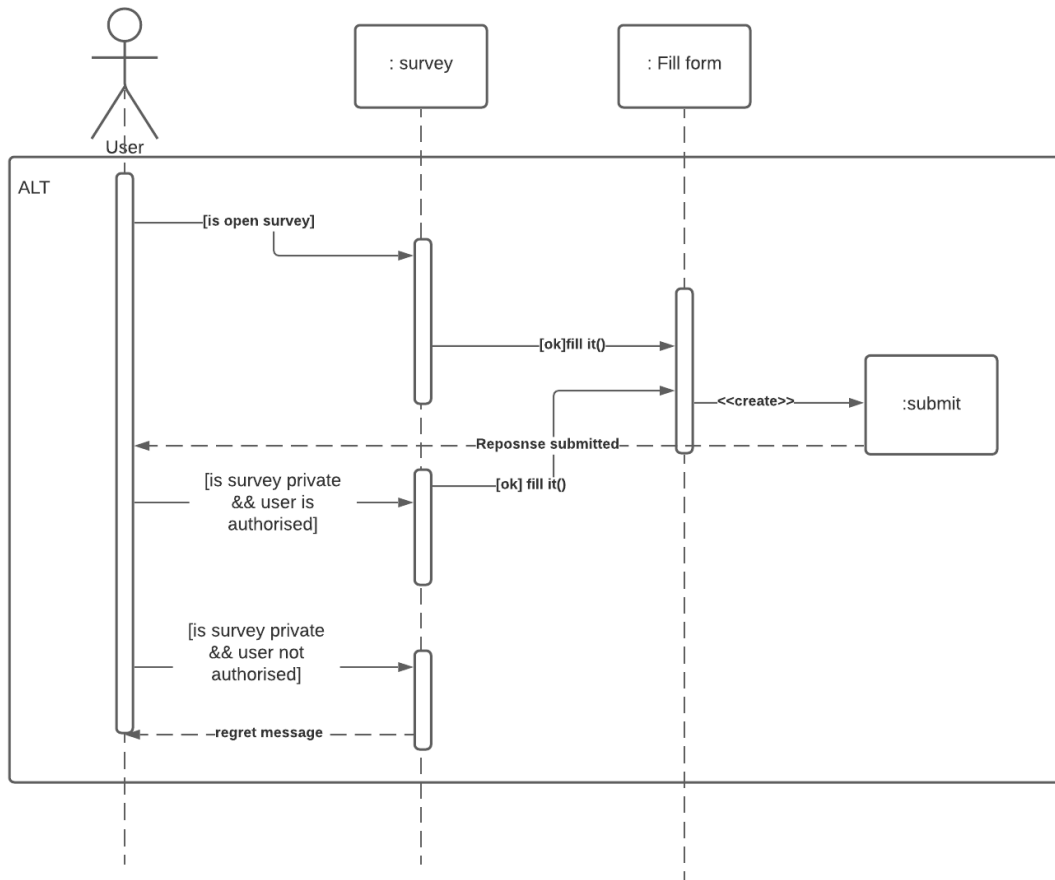 : survey
: Fill form
User
ALT
[is open survey]
[ok]fill it()
<<create>>
:submit
Reposnse submitted
[is survey private
&& user is
authorised]
[ok] fill it()
[is survey private
&& user not
authorised]
regret message